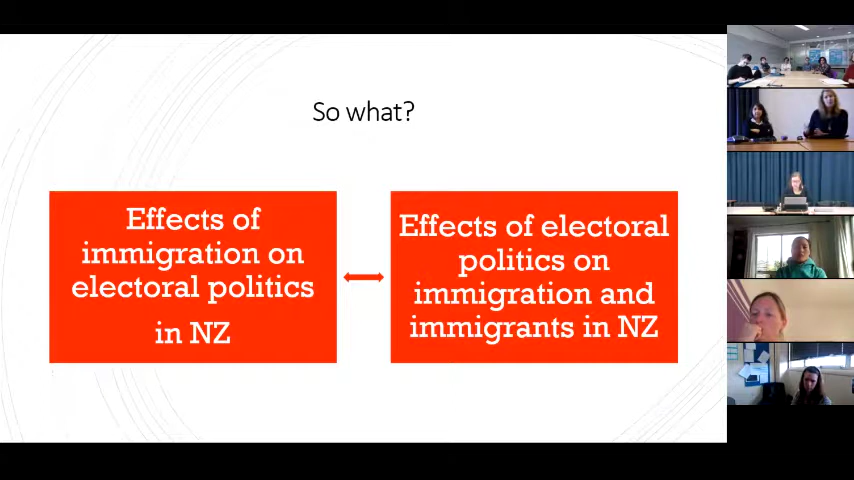 So what?
Effects of
immigration on
electoral politics
in NZ
Effects of electoral
politics on
immigration and
immigrants in NZ